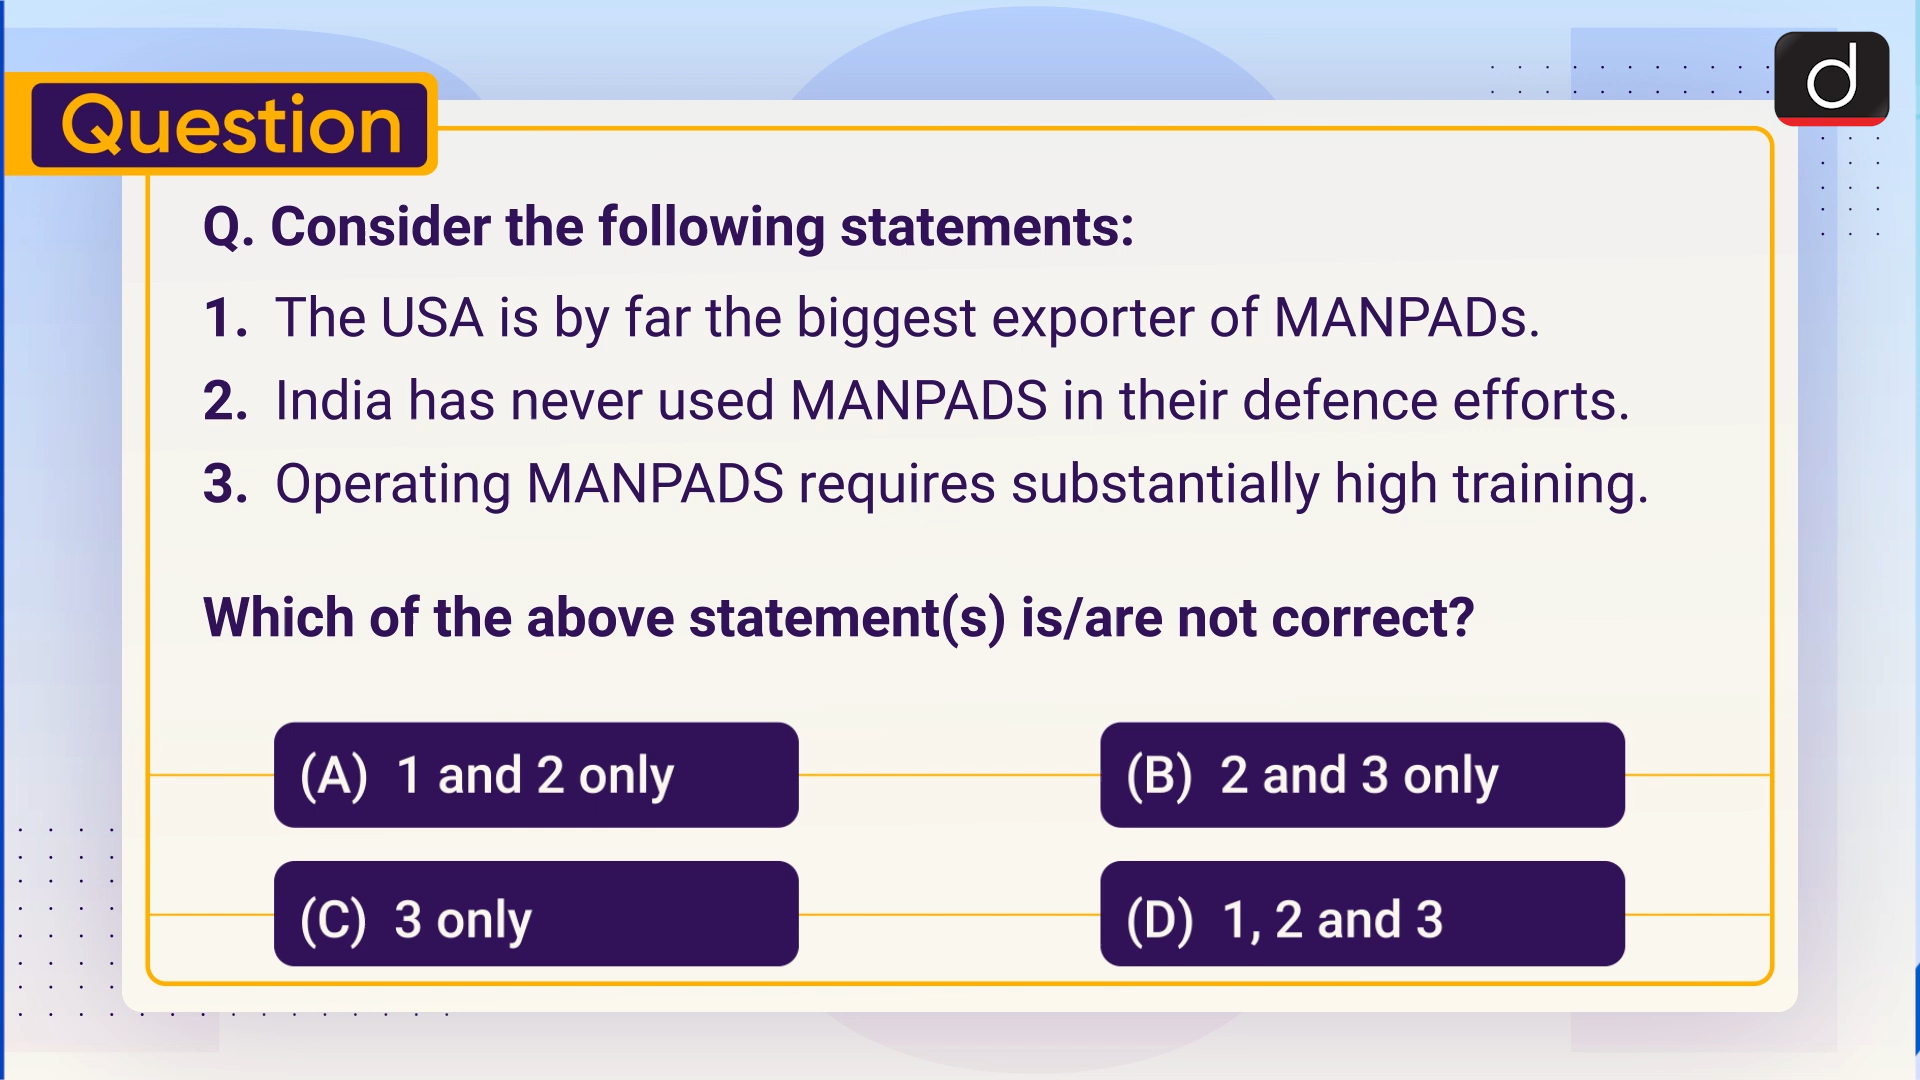 Question
Q. Consider the following statements:
1. The USA is by far the biggest exporter of MANPADs.
2. India has never used MANPADS in their defence efforts.
3. Operating MANPADS requires substantially high training.
Which of the above statement(s) is/are not correct?
(A) 1 and 2 only
(B) 2 and 3 only
(C) 3 only
(D) 1, 2 and 3
d